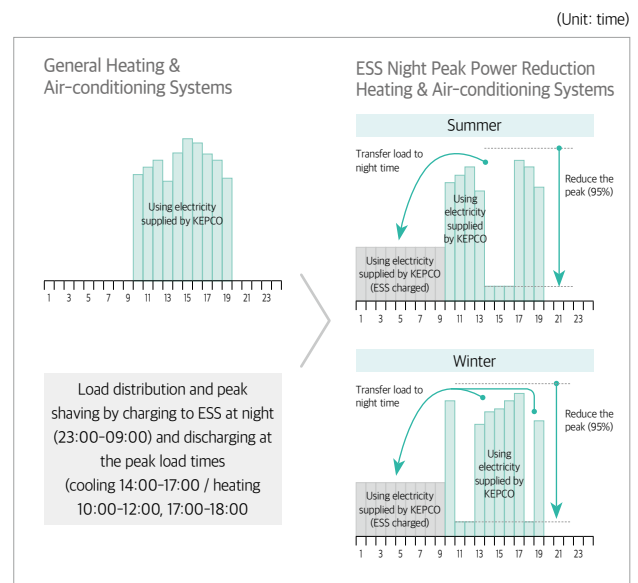 (Unit: time)
General Heating &
Air-conditioning Systems
Using electricity
supplied by KEPCO
1 3 5 7 9 11 13 15 17 19 21 23
Load distribution and peak
shaving by charging to ESS at night
(23:00-09:00) and discharging at
the peak load times
(cooling 14:00-17:00 / heating
10:00-12:00, 17:00-18:00
ESS Night Peak Power Reduction
Heating & Air-conditioning Systems
Summer
Transfer load to
night time
Reduce the
peak (95%)
Using
electricity
supplied
by KEPCO
Using electricity
supplied by KEPCO
(ESS charged)
1 3 5 7 9 11 13 15 17 19 21 23
Winter
Transfer load to
night time
Reduce the
peak (95%)
Using
electricity
supplied by
KEPCO
Using electricity
supplied by KEPCO
(ESS charged)
1 3 5 7 9 11 13 15 17 19 21 23